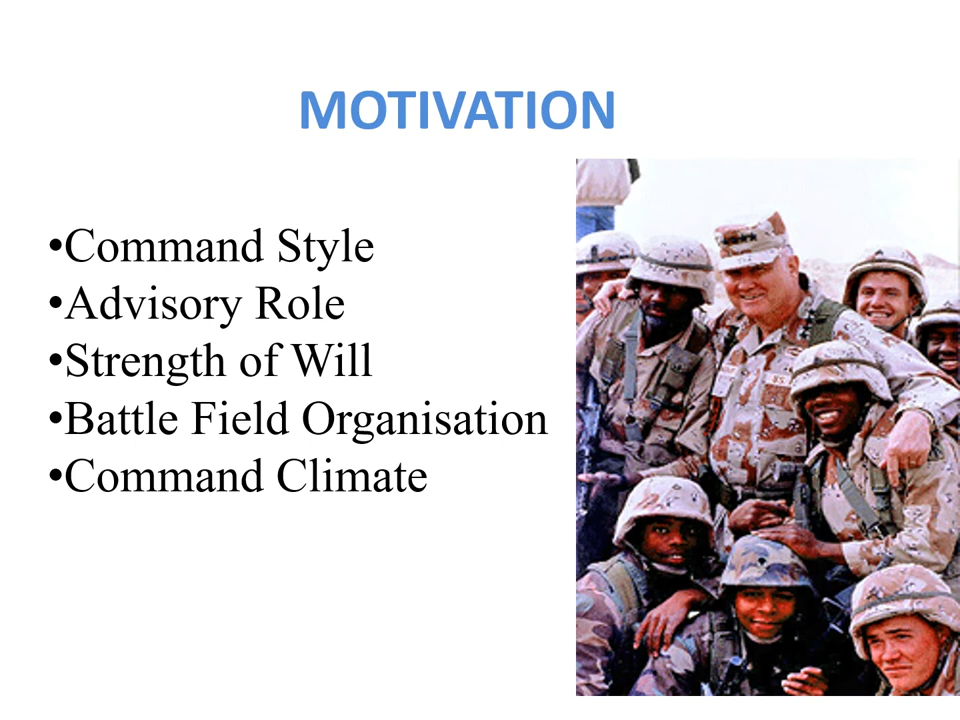 MOTIVATION
•Command Style
•Advisory Role
•Strength of Will
•Battle Field Organisation
•Command Climate